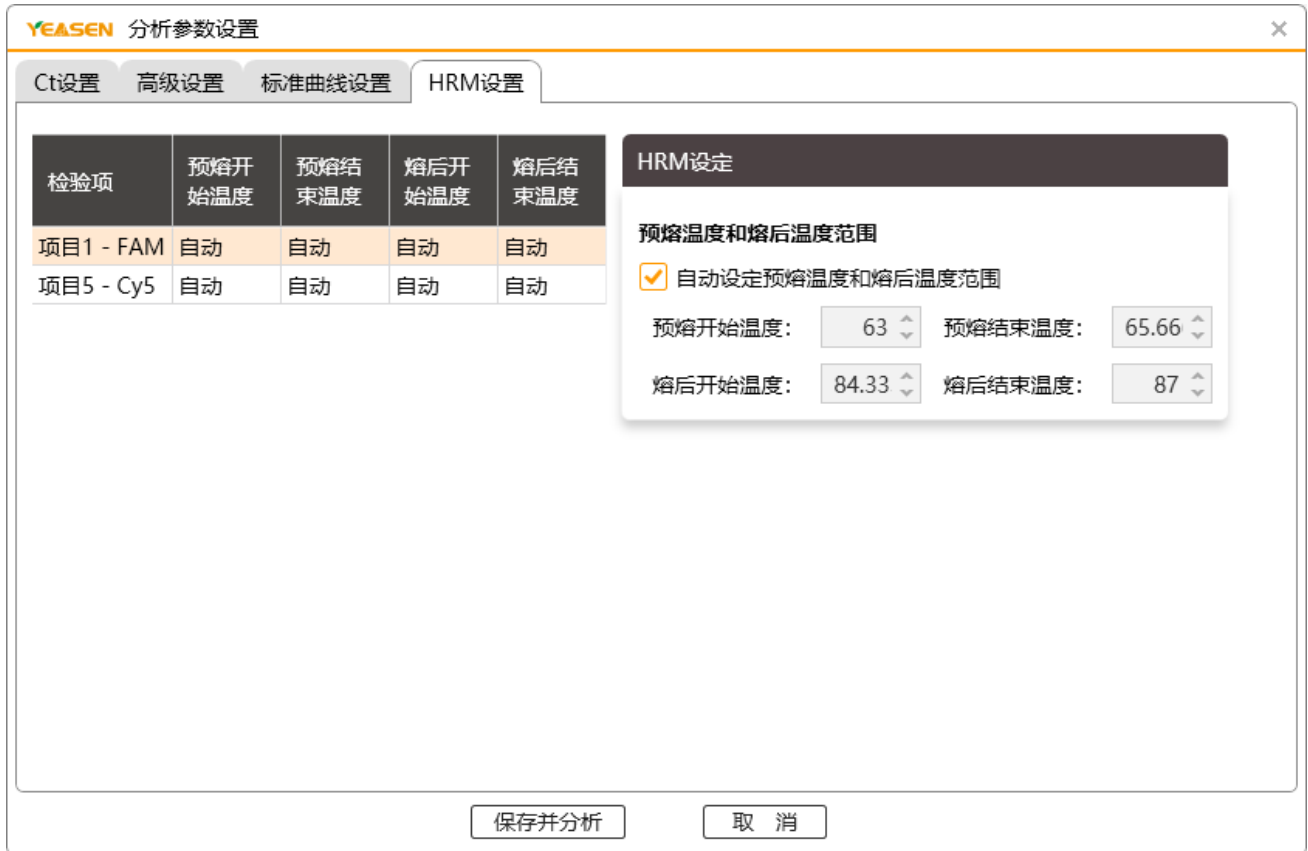 YEASEN 分析参数设置
Ct设置 高级设置 标准曲线设置 HRM设置
检验项 预熔开始温度 预熔结束温度 熔后开始温度 熔后结束温度
项目1 - FAM 自动 自动 自动 自动
项目5 - Cy5 自动 自动 自动 自动
HRM设定
预熔温度和熔后温度范围
自动设定预熔温度和熔后温度范围
预熔开始温度： 63 预熔结束温度： 65.66
熔后开始温度： 84.33 熔后结束温度： 87
保存并分析 取 消